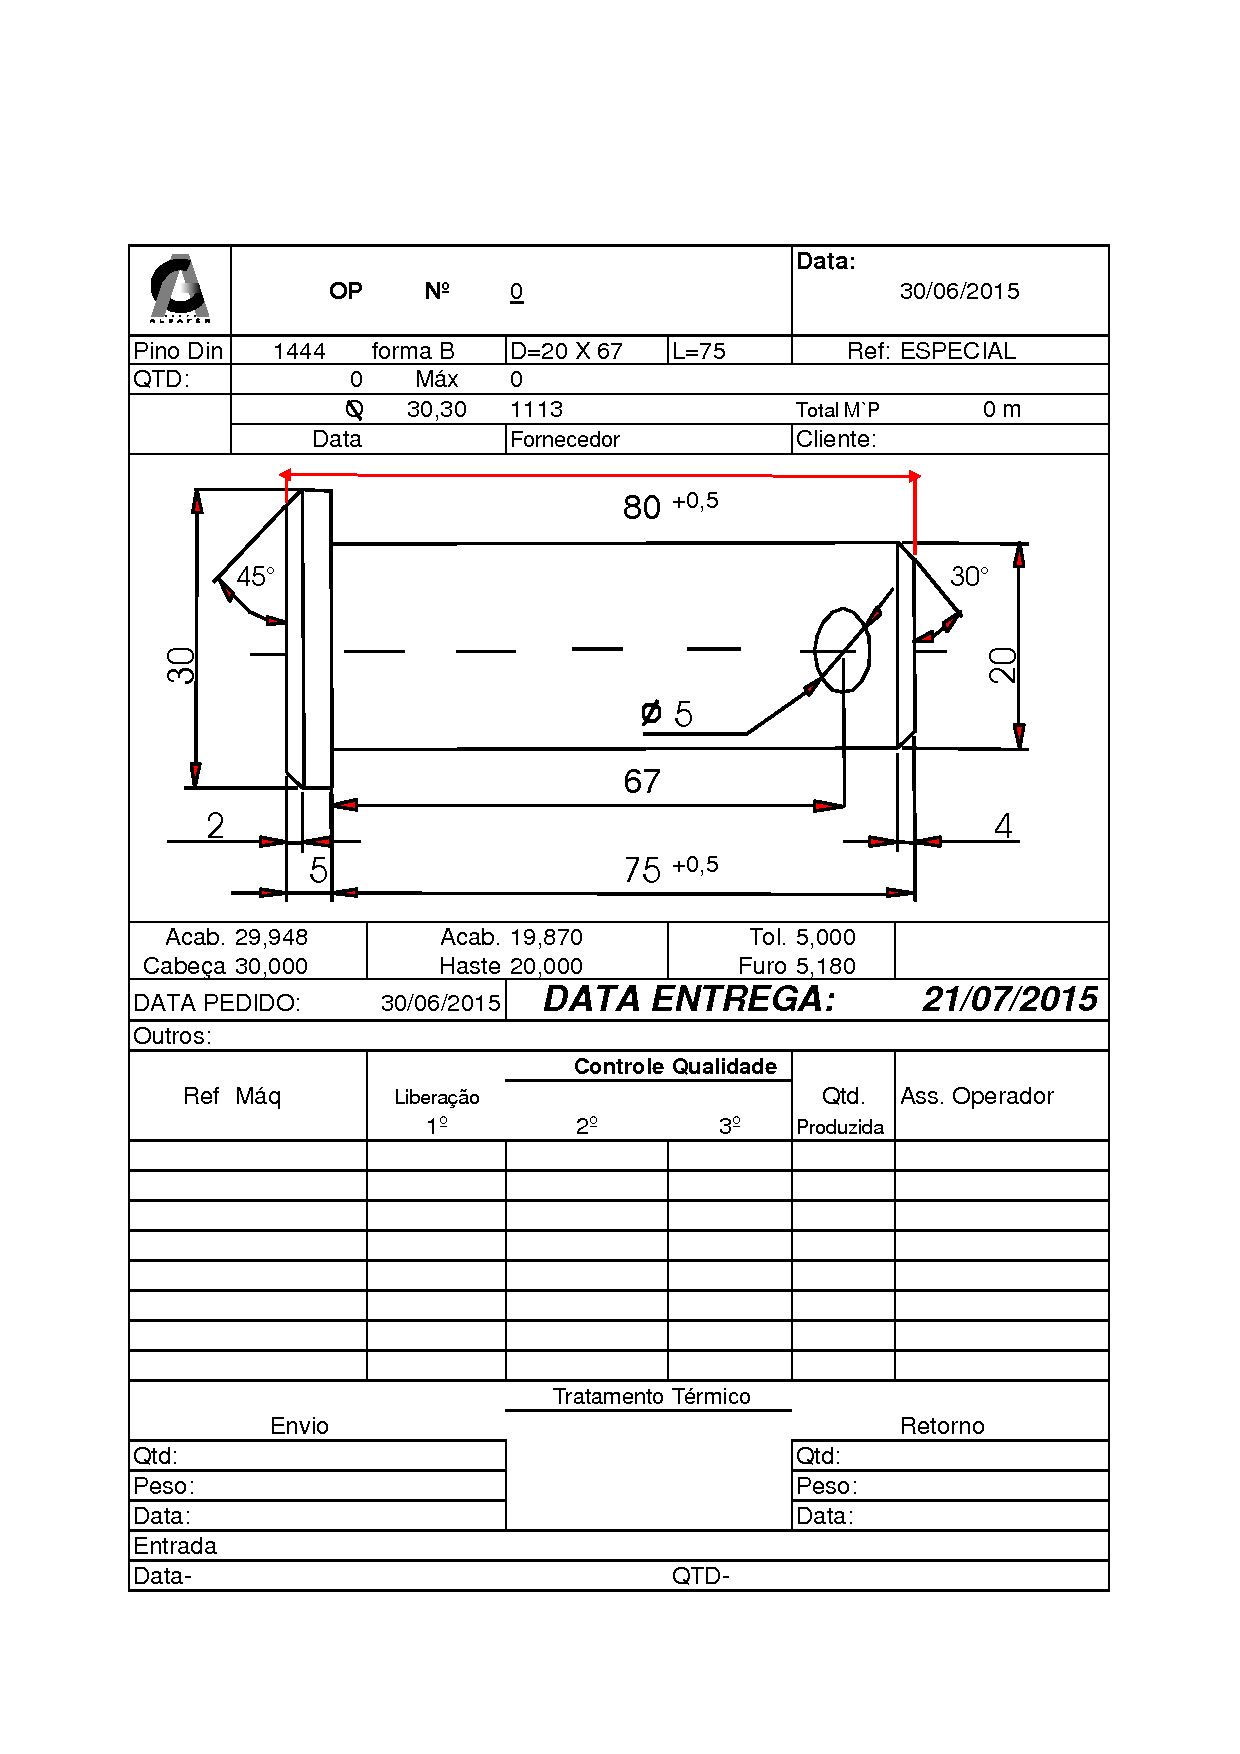 ALBAFER
Data:
OP Nº 0 30/06/2015
Pino Din 1444 forma B D=20 X 67 L=75 Ref: ESPECIAL
QTD: 0 Máx 0
Ø 30,30 1113 Total M`P 0 m
Data Fornecedor Cliente:
80 +0,5
45° 30°
30 20
Ø 5
67
2 4
5 75 +0,5
Acab. 29,948 Acab. 19,870 Tol. 5,000
Cabeça 30,000 Haste 20,000 Furo 5,180
DATA PEDIDO: 30/06/2015 DATA ENTREGA: 21/07/2015
Outros:
Controle Qualidade
Ref Máq Liberação Qtd. Ass. Operador
1º 2º 3º Produzida
Tratamento Térmico
Envio Retorno
Qtd: Qtd:
Peso: Peso:
Data: Data:
Entrada
Data- QTD-